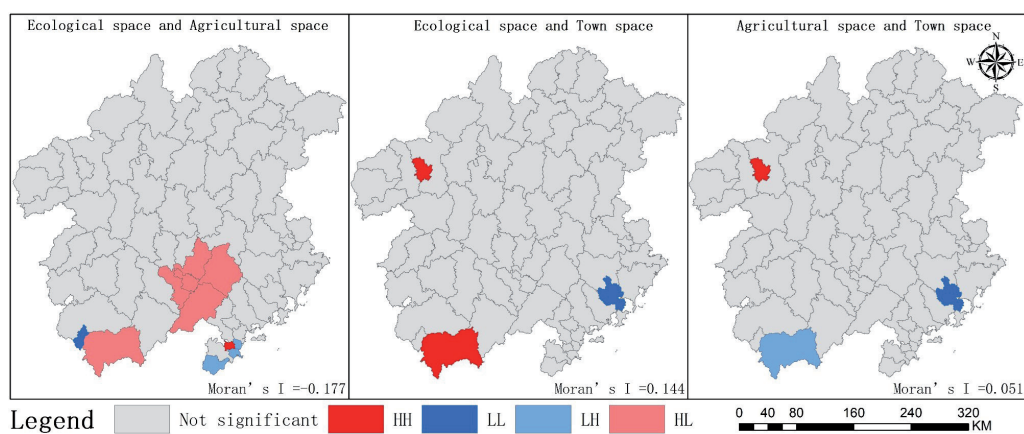 Ecological space and Agricultural space
Ecological space and Town space
Agricultural space and Town space
N
W E
S
Moran's I =-0.177
Moran's I =0.144
Moran's I =0.051
Legend
Not significant
HH
LL
LH
HL
0 40 80 160 240 320
KM